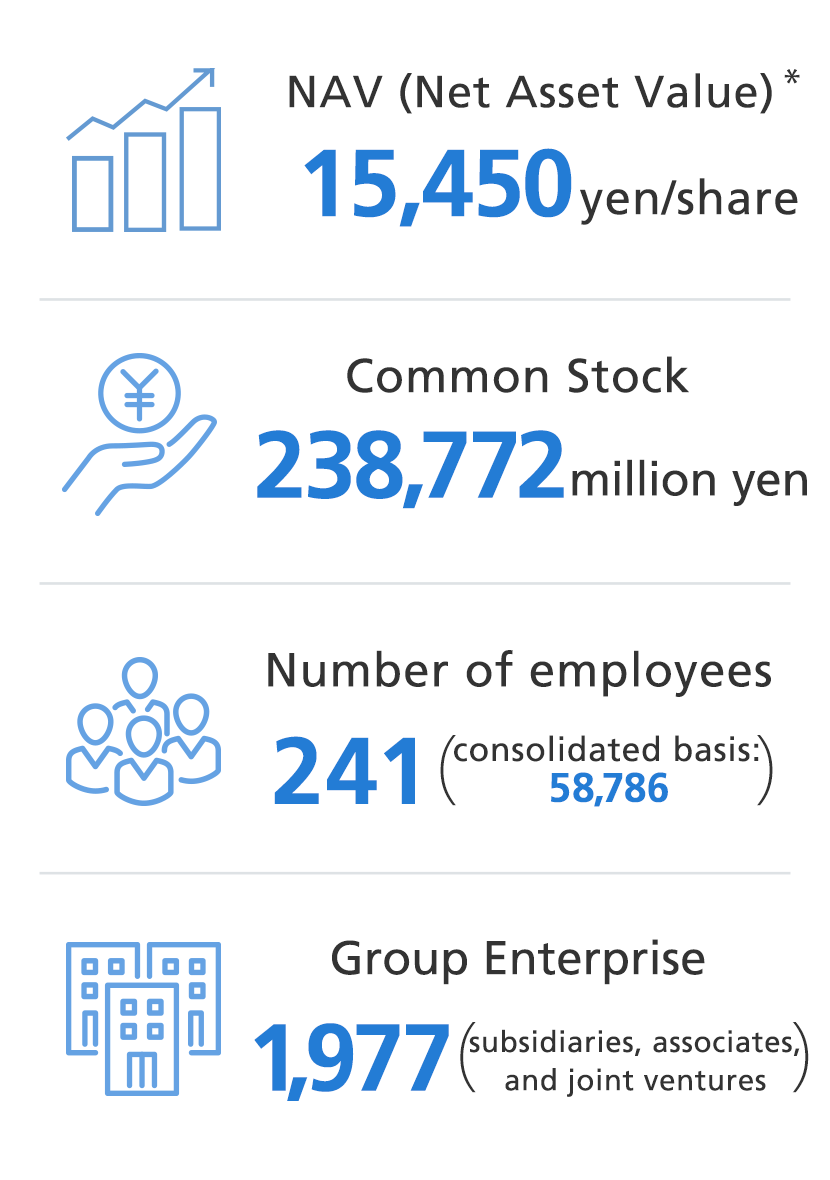 NAV (Net Asset Value) *
15,450 yen/share
¥
Common Stock
238,772 million yen
Number of employees
241 (consolidated basis:
58,786)
Group Enterprise
1,977 (subsidiaries, associates,
and joint ventures)